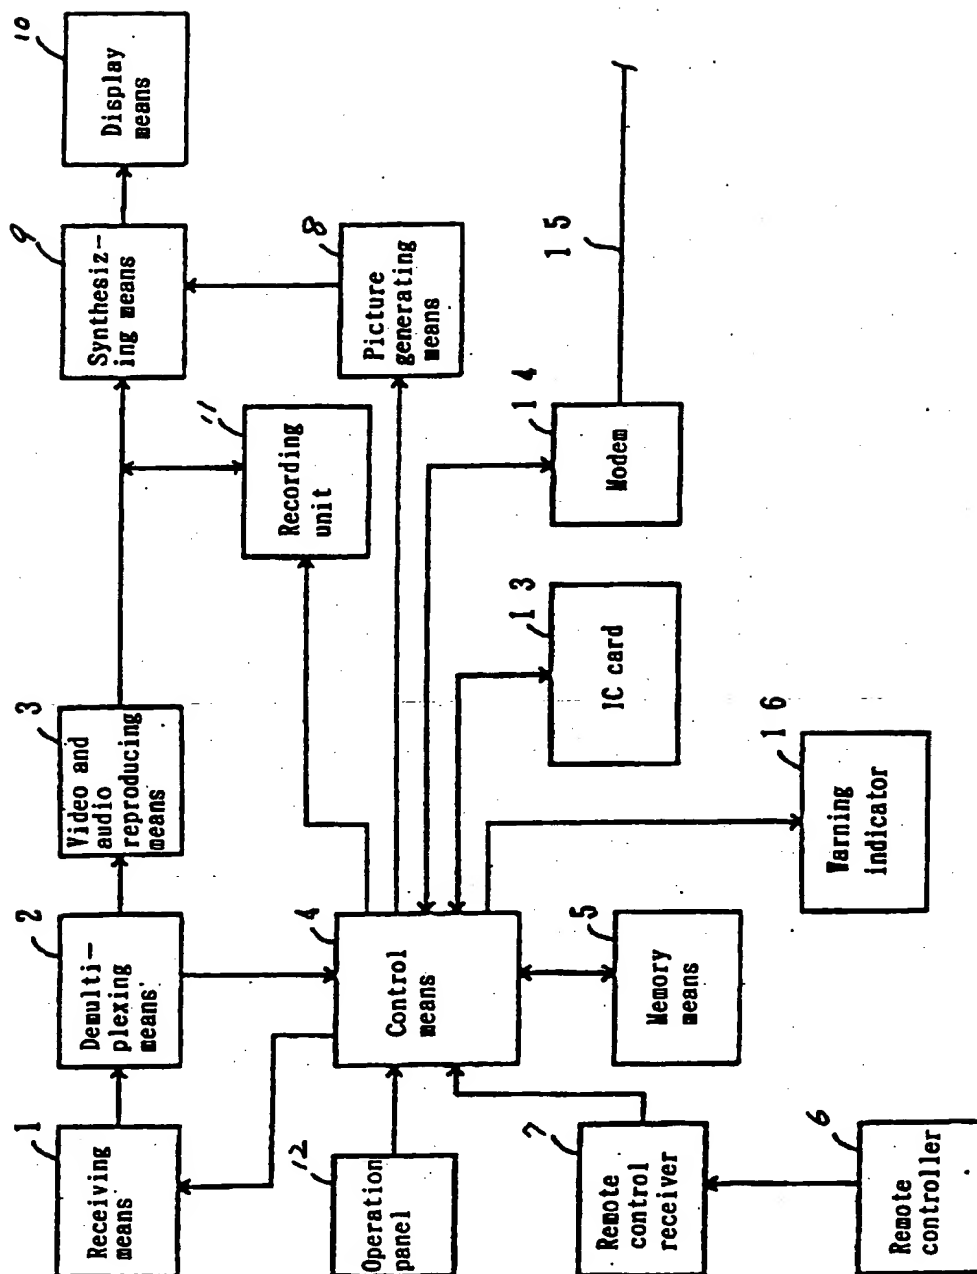 1
Receiving
means
2
Demulti-
plexing
means
3
Video and
audio
reproducing
means
9
Synthesiz-
ing means
10
Display
means
11
Recording
unit
8
Picture
generating
means
12
Operation
panel
4
Control
means
7
Remote
control
receiver
6
Remote
controller
5
Memory
means
16
Warning
indicator
13
IC card
14
Modem
15